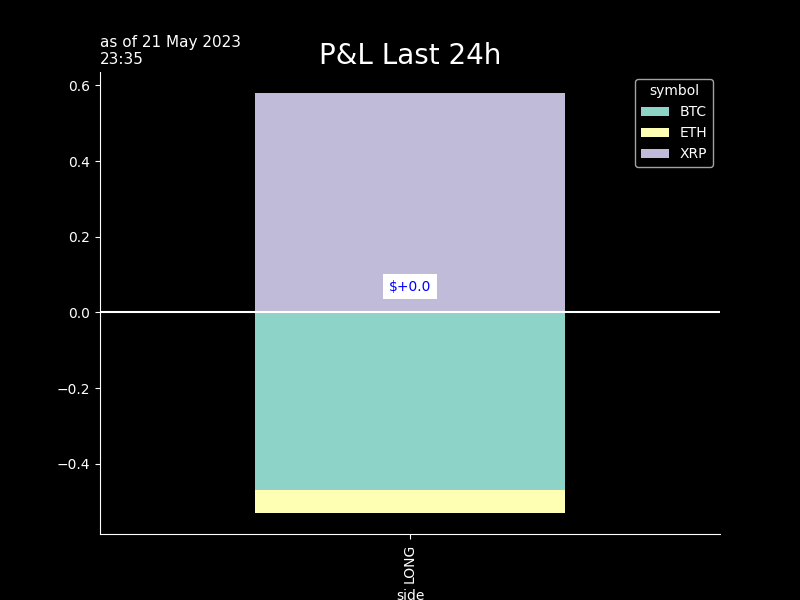 as of 21 May 2023
23:35
P&L Last 24h
symbol
BTC
ETH
XRP
0.6
0.4
0.2
0.0
−0.2
−0.4
$+0.0
LONG
side